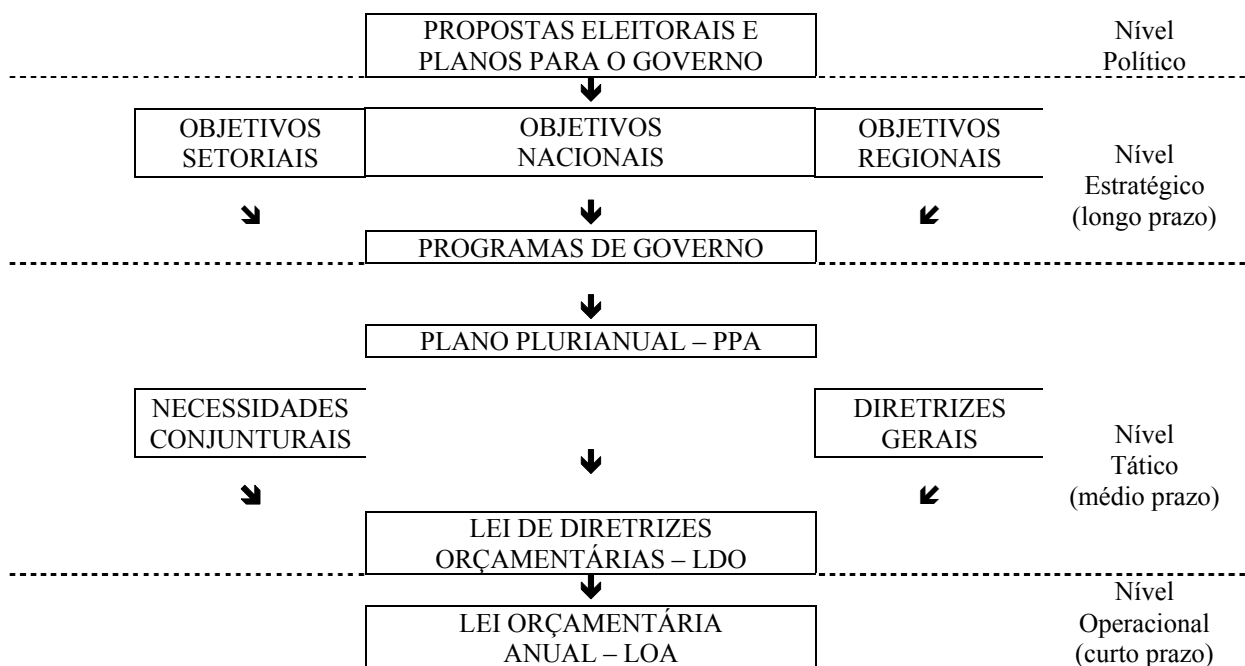 PROPOSTAS ELEITORAIS E
PLANOS PARA O GOVERNO
Nível
Político
OBJETIVOS
SETORIAIS
OBJETIVOS
NACIONAIS
OBJETIVOS
REGIONAIS
Nível
Estratégico
(longo prazo)
PROGRAMAS DE GOVERNO
PLANO PLURIANUAL – PPA
NECESSIDADES
CONJUNTURAIS
DIRETRIZES
GERAIS
Nível
Tático
(médio prazo)
LEI DE DIRETRIZES
ORÇAMENTÁRIAS – LDO
LEI ORÇAMENTÁRIA
ANUAL – LOA
Nível
Operacional
(curto prazo)